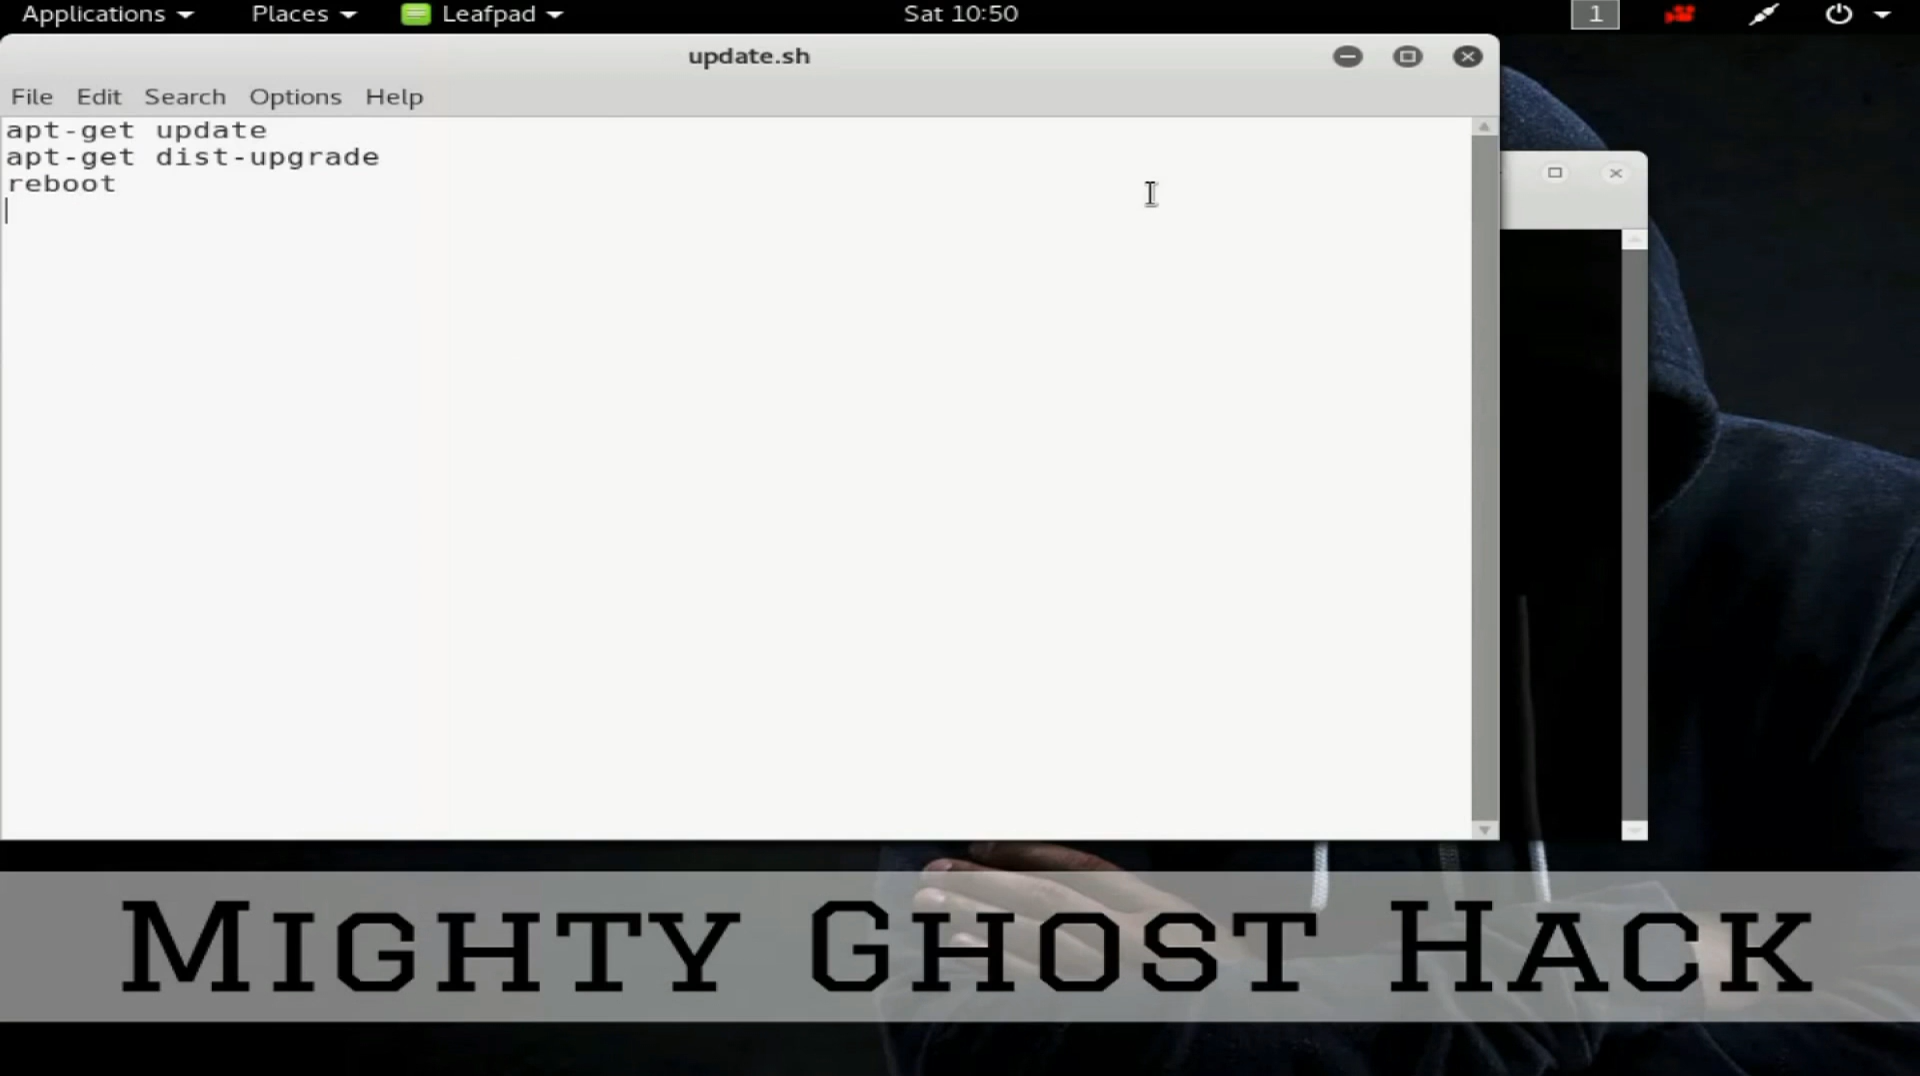 Applications Places Leafpad Sat 10:50 1
update.sh
File Edit Search Options Help
apt-get update
apt-get dist-upgrade
reboot
MIGHTY GHOST HACK